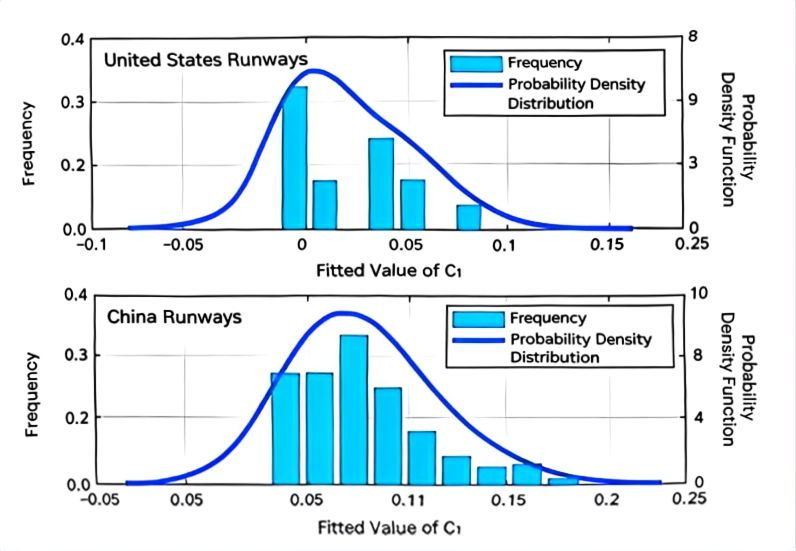 United States Runways
Frequency
Probability Density
Distribution
0.4
0.3
0.2
0.0
Frequency
8
9
3
0
Probability
Density Function
-0.1 -0.05 0 0.05 0.1 0.15 0.25
Fitted Value of C₁
China Runways
Frequency
Probability Density
Distribution
0.4
0.3
0.2
0.0
Frequency
10
8
4
0
Probability
Density Function
-0.05 0.05 0.05 0.11 0.15 0.2 0.25
Fitted Value of C₁